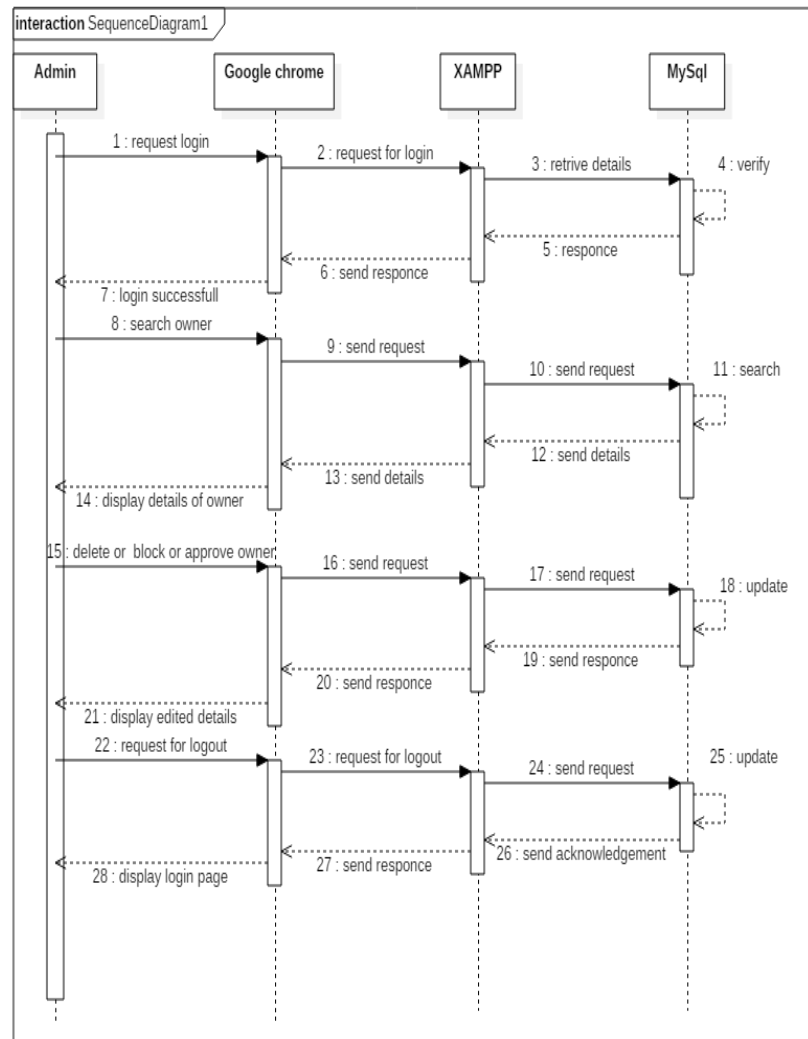 interaction SequenceDiagram1
Admin
Google chrome
XAMPP
MySql
1 : request login
2 : request for login
3 : retrive details
4 : verify
5 : responce
6 : send responce
7 : login successfull
8 : search owner
9 : send request
10 : send request
11 : search
12 : send details
13 : send details
14 : display details of owner
15 : delete or  block or approve owner
16 : send request
17 : send request
18 : update
19 : send responce
20 : send responce
21 : display edited details
22 : request for logout
23 : request for logout
24 : send request
25 : update
26 : send acknowledgement
27 : send responce
28 : display login page